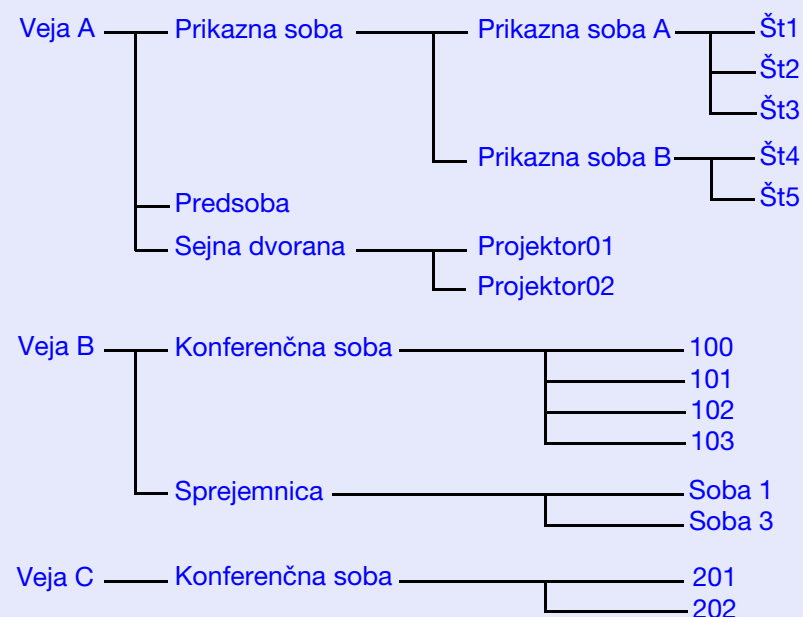 Veja A Prikazna soba Prikazna soba A Št1
Št2
Št3
Prikazna soba B Št4
Št5
Predsoba
Sejna dvorana Projektor01
Projektor02
Veja B Konferenčna soba 100
101
102
103
Sprejemnica Soba 1
Soba 3
Veja C Konferenčna soba 201
202